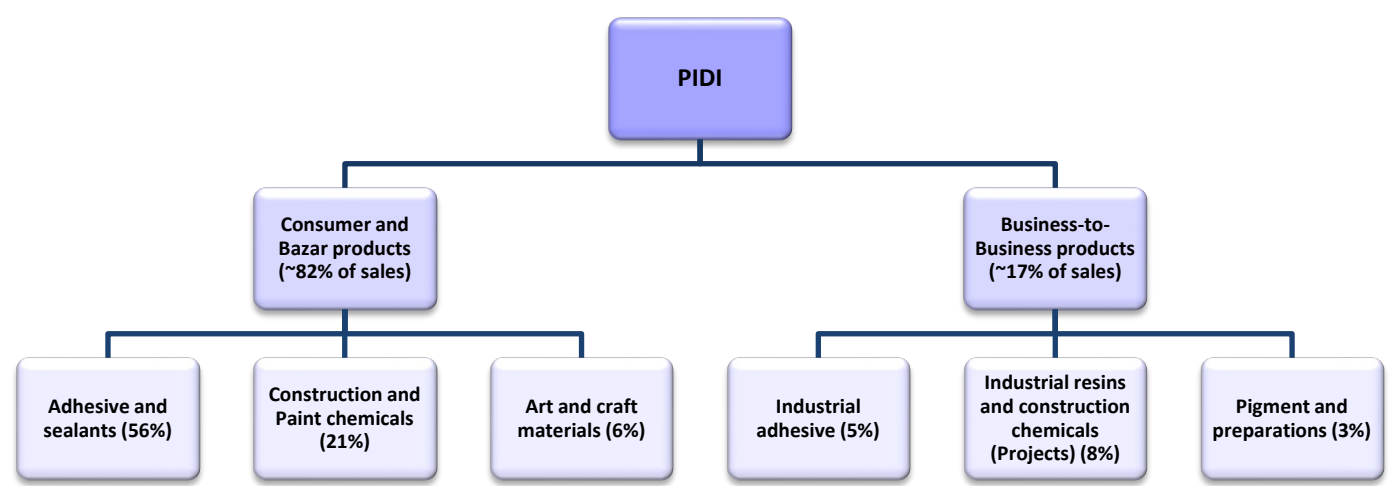 PIDI
Consumer and
Bazar products
(~82% of sales)
Business-to-
Business products
(~17% of sales)
Adhesive and
sealants (56%)
Construction and
Paint chemicals
(21%)
Art and craft
materials (6%)
Industrial
adhesive (5%)
Industrial resins
and construction
chemicals
(Projects) (8%)
Pigment and
preparations (3%)